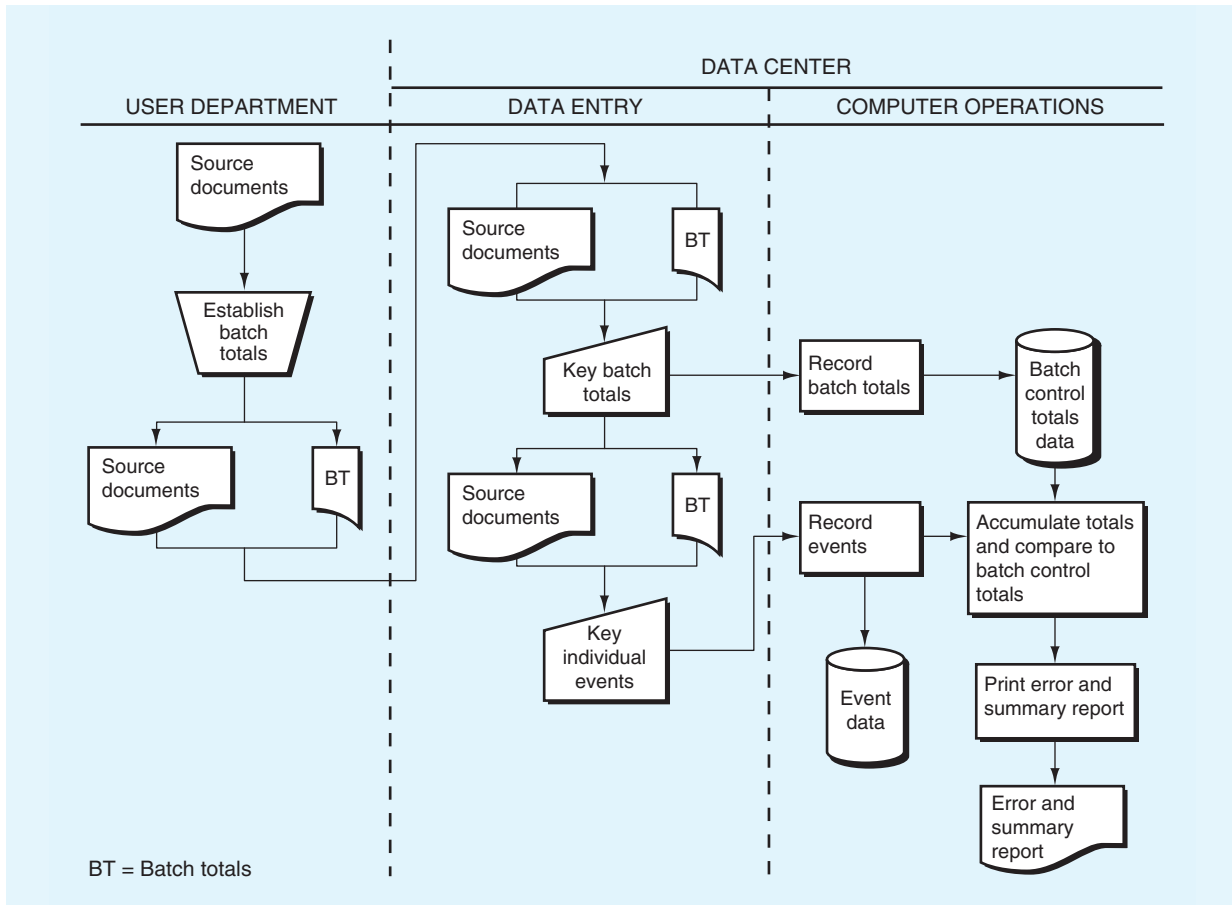 DATA CENTER
USER DEPARTMENT
DATA ENTRY
COMPUTER OPERATIONS
Source
documents
Establish
batch
totals
Source
documents
BT
Source
documents
BT
Key batch
totals
Source
documents
BT
Key
individual
events
Record
batch totals
Batch
control
totals
data
Record
events
Accumulate totals
and compare to
batch control
totals
Event
data
Print error and
summary report
Error and
summary
report
BT = Batch totals